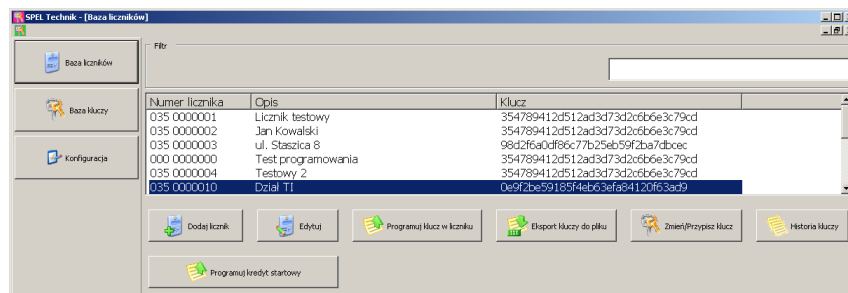 SPEL Technik - [Baza liczników]
Filtr
Baza liczników
Baza kluczy
Konfiguracja
Numer licznika Opis Klucz
035 0000001 Licznik testowy 354789412d512ad3d73d2c6b6e3c79cd
035 0000002 Jan Kowalski 354789412d512ad3d73d2c6b6e3c79cd
035 0000003 ul. Staszica 8 98d2f6a0df86c77b25eb59f2ba7dbcec
000 0000000 Test programowania 354789412d512ad3d73d2c6b6e3c79cd
035 0000004 Testowy 2 354789412d512ad3d73d2c6b6e3c79cd
035 0000010 Dział TI 0e9f2be59185f4eb63efa84120f63ad9
Dodaj licznik Edytuj Programuj klucz w liczniku Eksport kluczy do pliku Zmień/Przypisz klucz Historia kluczy
Programuj kredyt startowy